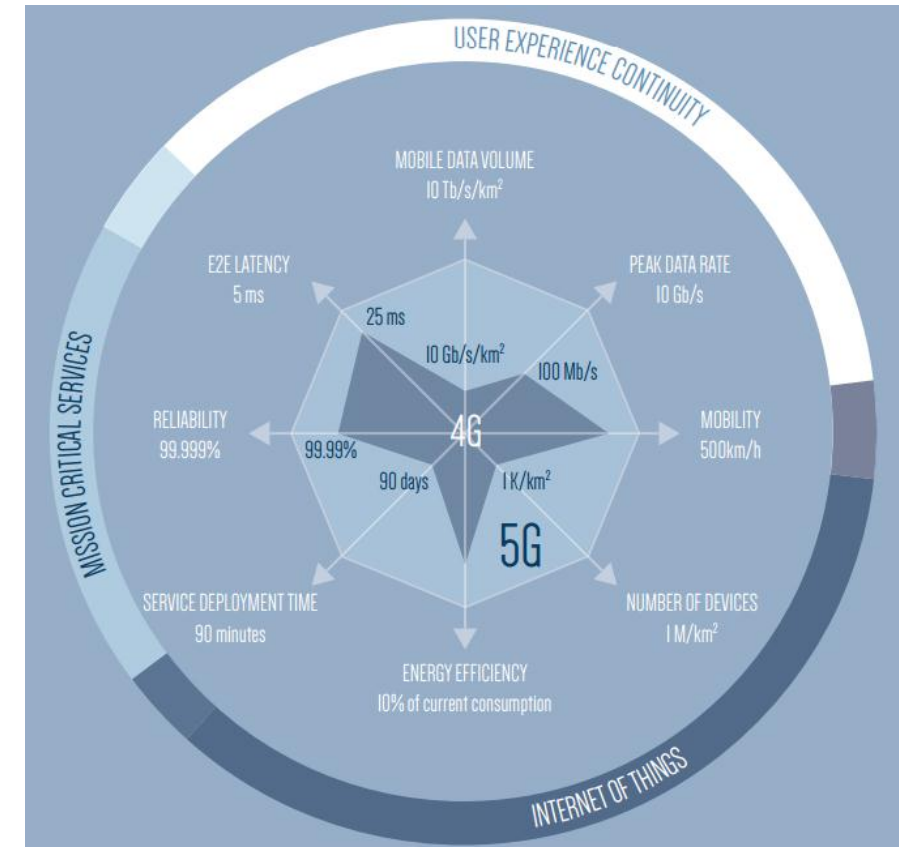 USER EXPERIENCE CONTINUITY
MOBILE DATA VOLUME
10 Tb/s/km²
E2E LATENCY
5 ms
PEAK DATA RATE
10 Gb/s
25 ms
10 Gb/s/km²
100 Mb/s
MISSION CRITICAL SERVICES
RELIABILITY
99.999%
99.99%
4G
MOBILITY
500km/h
90 days
1 K/km²
5G
SERVICE DEPLOYMENT TIME
90 minutes
NUMBER OF DEVICES
1 M/km²
ENERGY EFFICIENCY
10% of current consumption
INTERNET OF THINGS